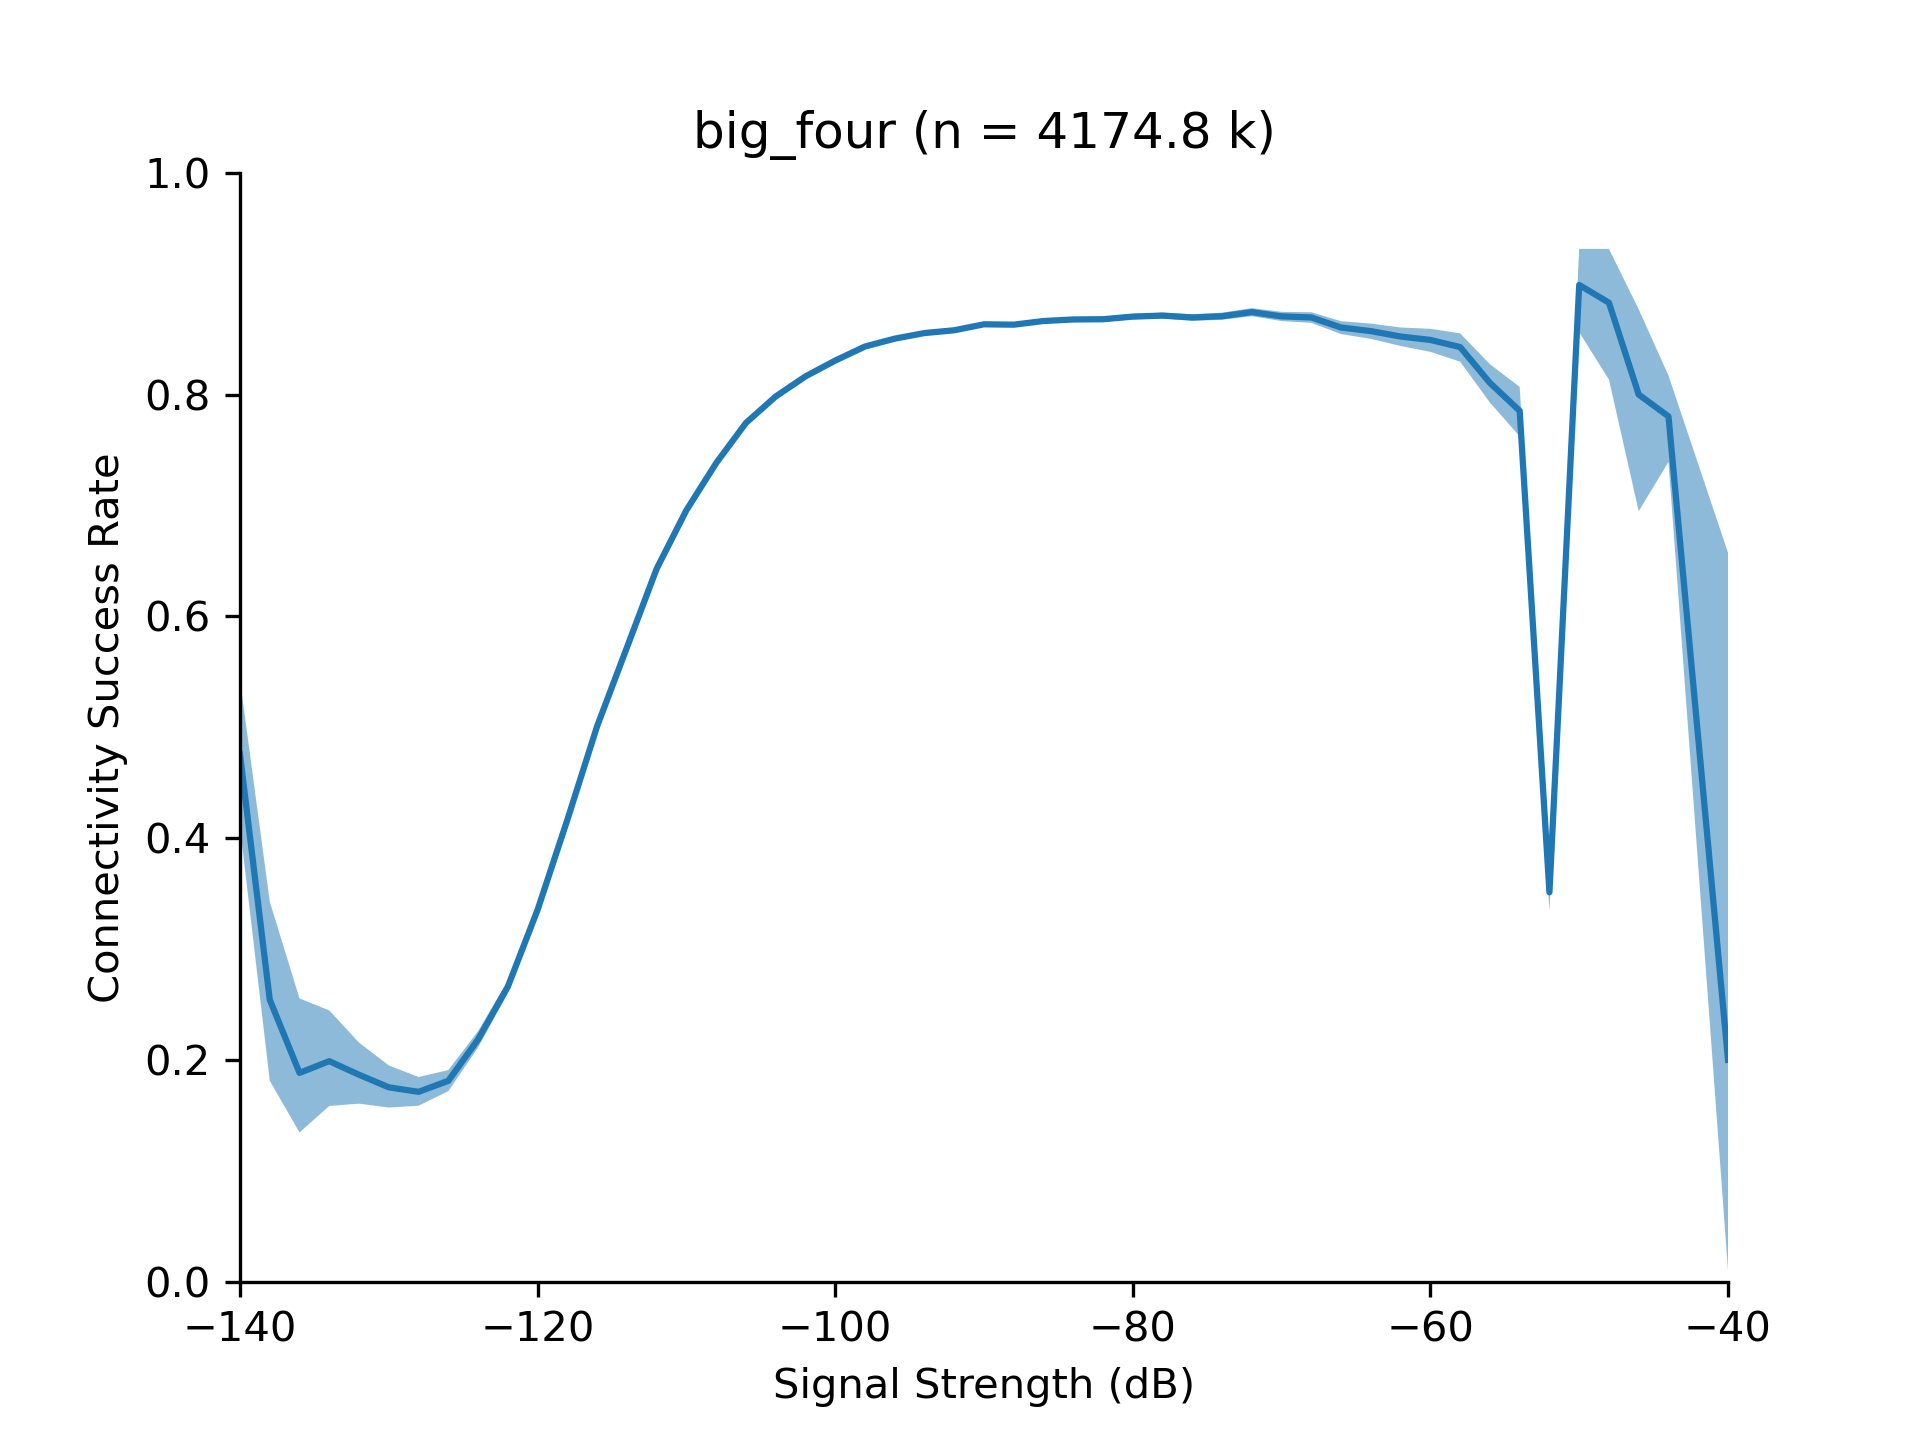 big_four (n = 4174.8 k)
1.0
0.8
0.6
0.4
0.2
0.0
Connectivity Success Rate
−140 −120 −100 −80 −60 −40
Signal Strength (dB)